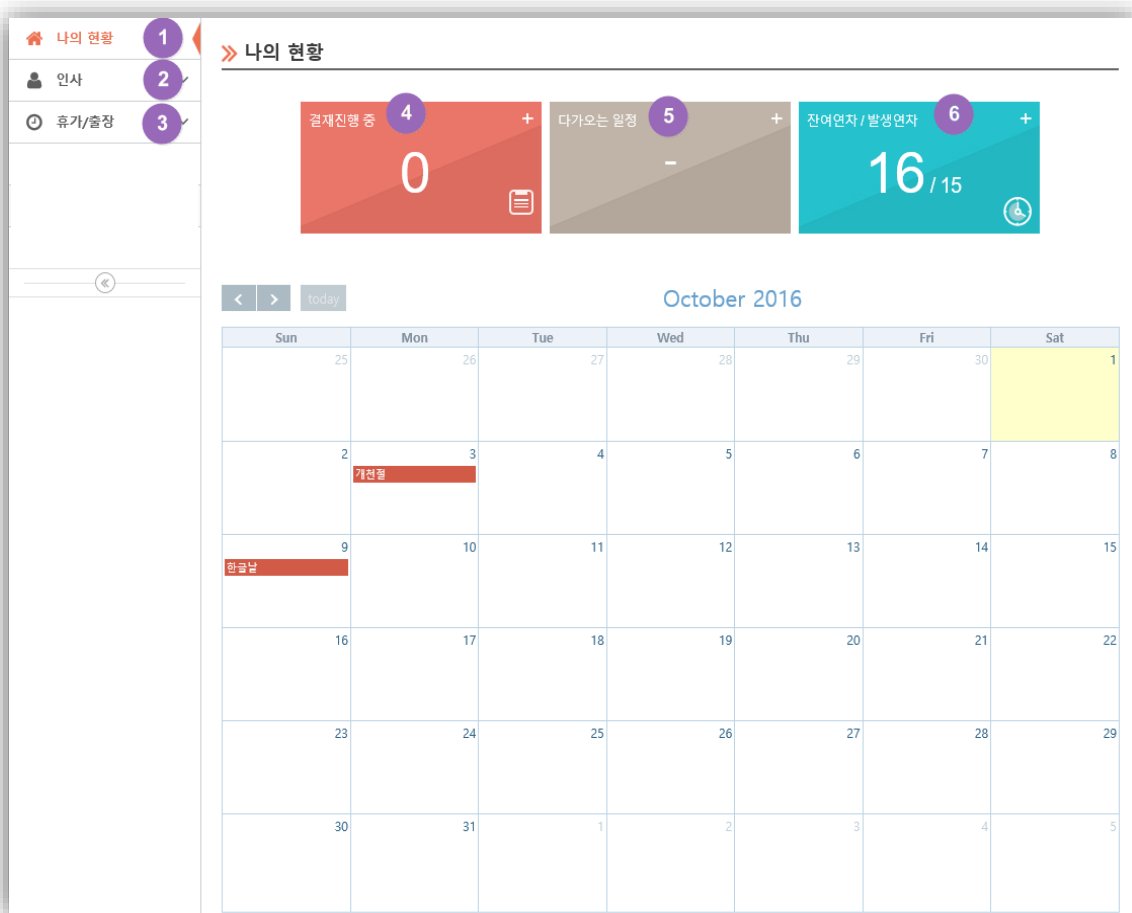 나의 현황 1
인사 2
휴가/출장 3
나의 현황
결재진행 중 4 +
0
다가오는 일정 5 +
-
잔여연자 / 발생연자 6 +
16 / 15
today
October 2016
Sun Mon Tue Wed Thu Fri Sat
25 26 27 28 29 30 1
2 3 4 5 6 7 8
개천절
9 10 11 12 13 14 15
한글날
16 17 18 19 20 21 22
23 24 25 26 27 28 29
30 31 1 2 3 4 5